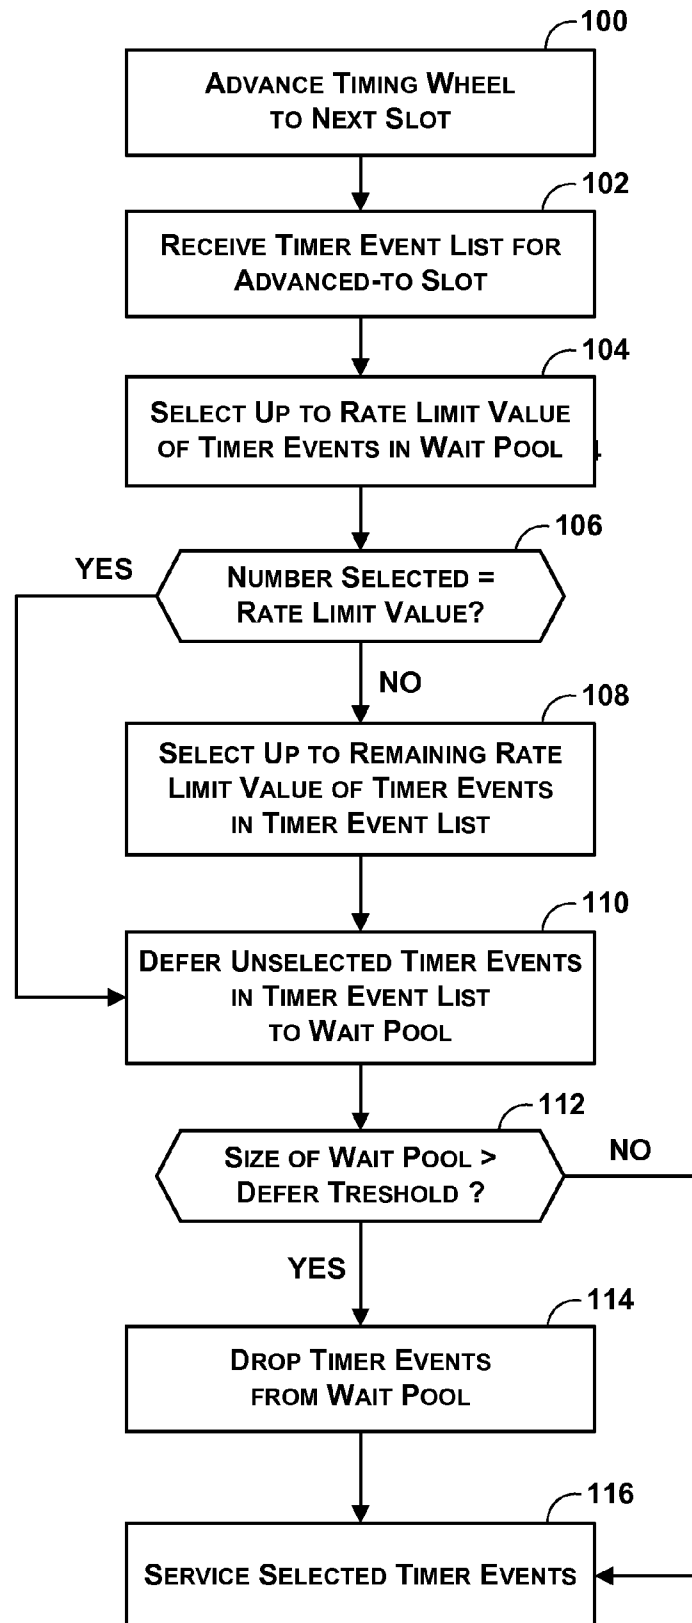 100
ADVANCE TIMING WHEEL
TO NEXT SLOT
102
RECEIVE TIMER EVENT LIST FOR
ADVANCED-TO SLOT
104
SELECT UP TO RATE LIMIT VALUE
OF TIMER EVENTS IN WAIT POOL
106
YES
NUMBER SELECTED =
RATE LIMIT VALUE?
NO
108
SELECT UP TO REMAINING RATE
LIMIT VALUE OF TIMER EVENTS
IN TIMER EVENT LIST
110
DEFER UNSELECTED TIMER EVENTS
IN TIMER EVENT LIST
TO WAIT POOL
112
SIZE OF WAIT POOL >
DEFER TRESHOLD ?
NO
YES
114
DROP TIMER EVENTS
FROM WAIT POOL
116
SERVICE SELECTED TIMER EVENTS